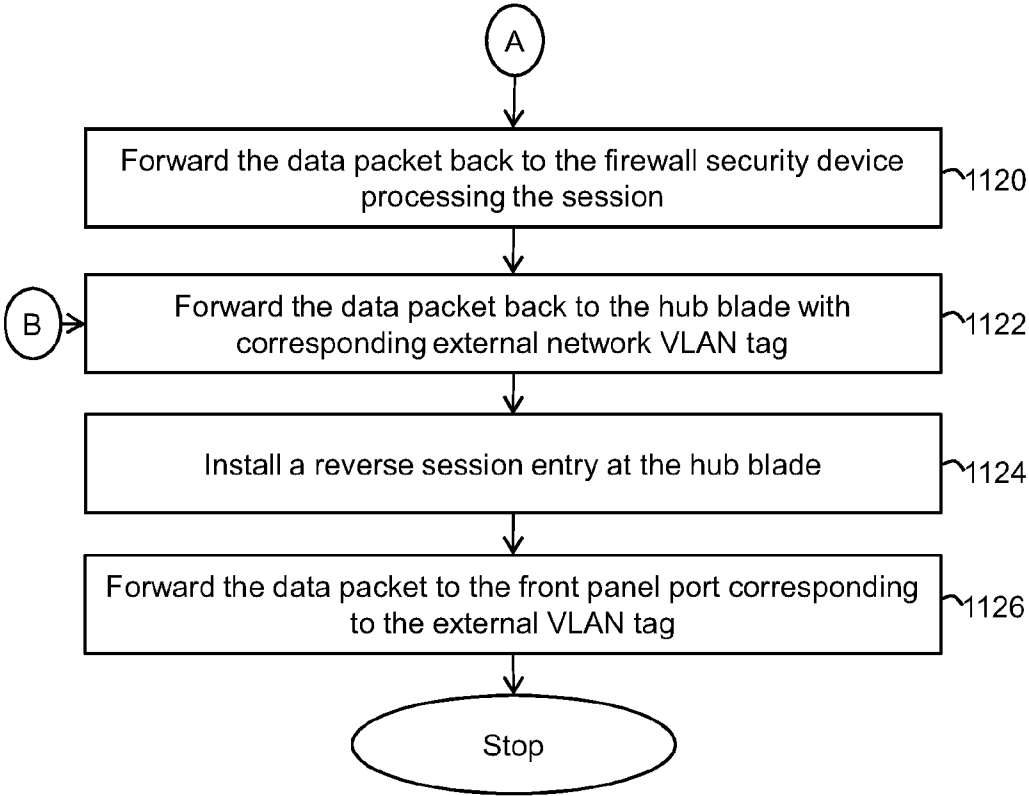 A
Forward the data packet back to the firewall security device
processing the session
1120
B
Forward the data packet back to the hub blade with
corresponding external network VLAN tag
1122
Install a reverse session entry at the hub blade
1124
Forward the data packet to the front panel port corresponding
to the external VLAN tag
1126
Stop